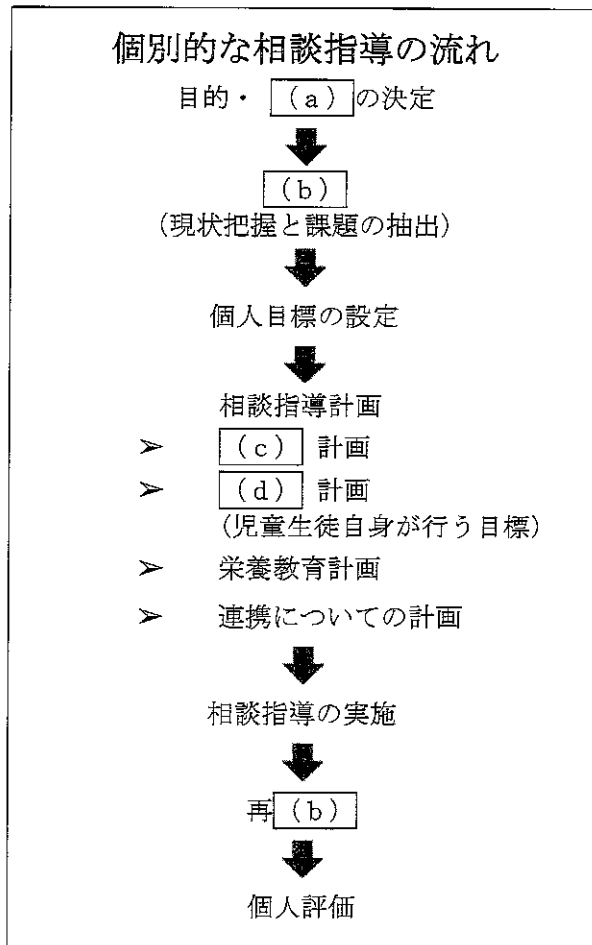 個別的な相談指導の流れ
目的・(a)の決定
(b)
(現状把握と課題の抽出)
個人目標の設定
相談指導計画
➢ (c) 計画
➢ (d) 計画
(児童生徒自身が行う目標)
➢ 栄養教育計画
➢ 連携についての計画
相談指導の実施
再(b)
個人評価